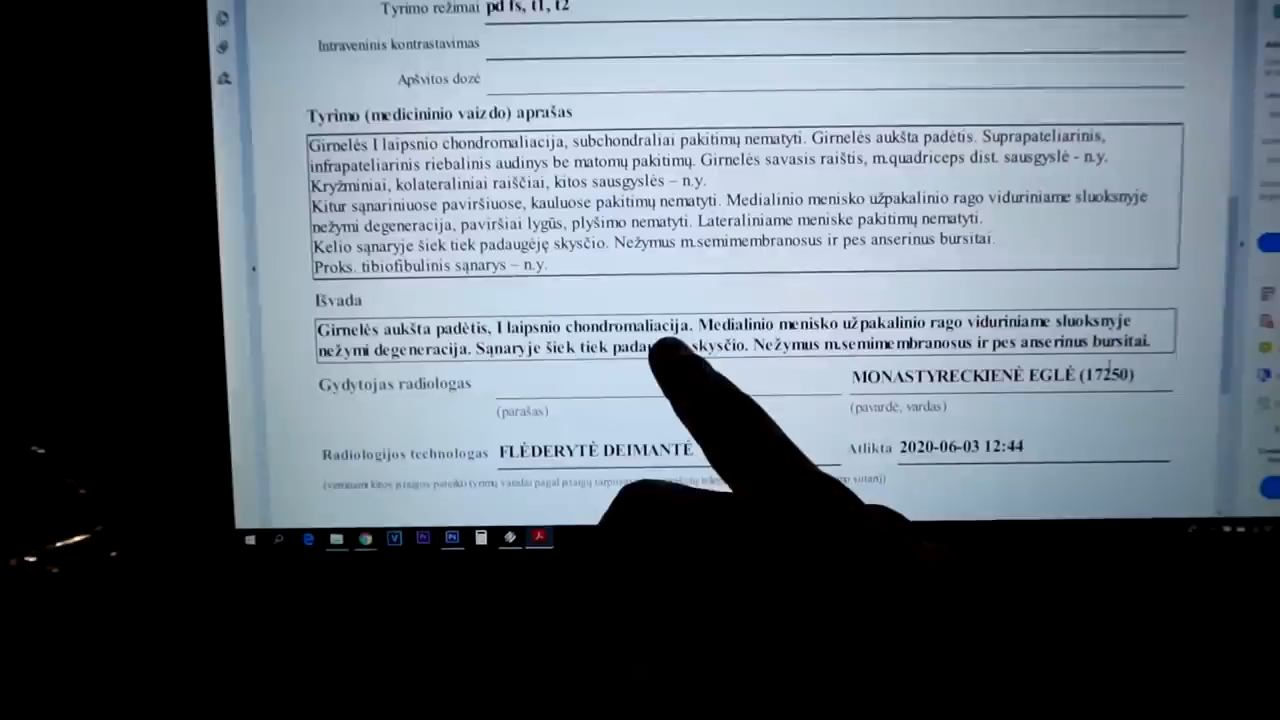 Tyrimo režimai pd fs, t1, t2
Intraveninis kontrastavimas
Apšvitos dozė
Tyrimo (medicininio vaizdo) aprašas
Girnelės I laipsnio chondromaliacija, subchondraliai pakitimų nematyti. Girnelės aukšta padėtis. Suprapateliarinis,
infrapateliarinis riebalinis audinys be matomų pakitimų. Girnelės savasis raištis, m.quadriceps dist. sausgyslė - n.y.
Kryžminiai, kolateraliniai raiščiai, kitos sausgyslės – n.y.
Kitur sąnariniuose paviršiuose, kauluose pakitimų nematyti. Medialinio menisko užpakalinio rago viduriniame sluoksnyje
nežymi degeneracija, paviršiai lygūs, plyšimo nematyti. Lateraliniame meniske pakitimų nematyti.
Kelio sąnaryje šiek tiek padaugėję skysčio. Nežymus m.semimembranosus ir pes anserinus bursitai.
Proks. tibiofibulinis sąnarys – n.y.
Išvada
Girnelės aukšta padėtis, I laipsnio chondromaliacija. Medialinio menisko užpakalinio rago viduriniame sluoksnyje
nežymi degeneracija. Sąnaryje šiek tiek skysčio. Nežymus m.semimembranosus ir pes anserinus bursitai.
Gydytojas radiologas MONASTYRECKIENĖ EGLĖ (17250)
(parašas) (pavardė, vardas)
Radiologijos technologas FLĖDERYTĖ DEIMANTĖ Atlikta 2020-06-03 12:44